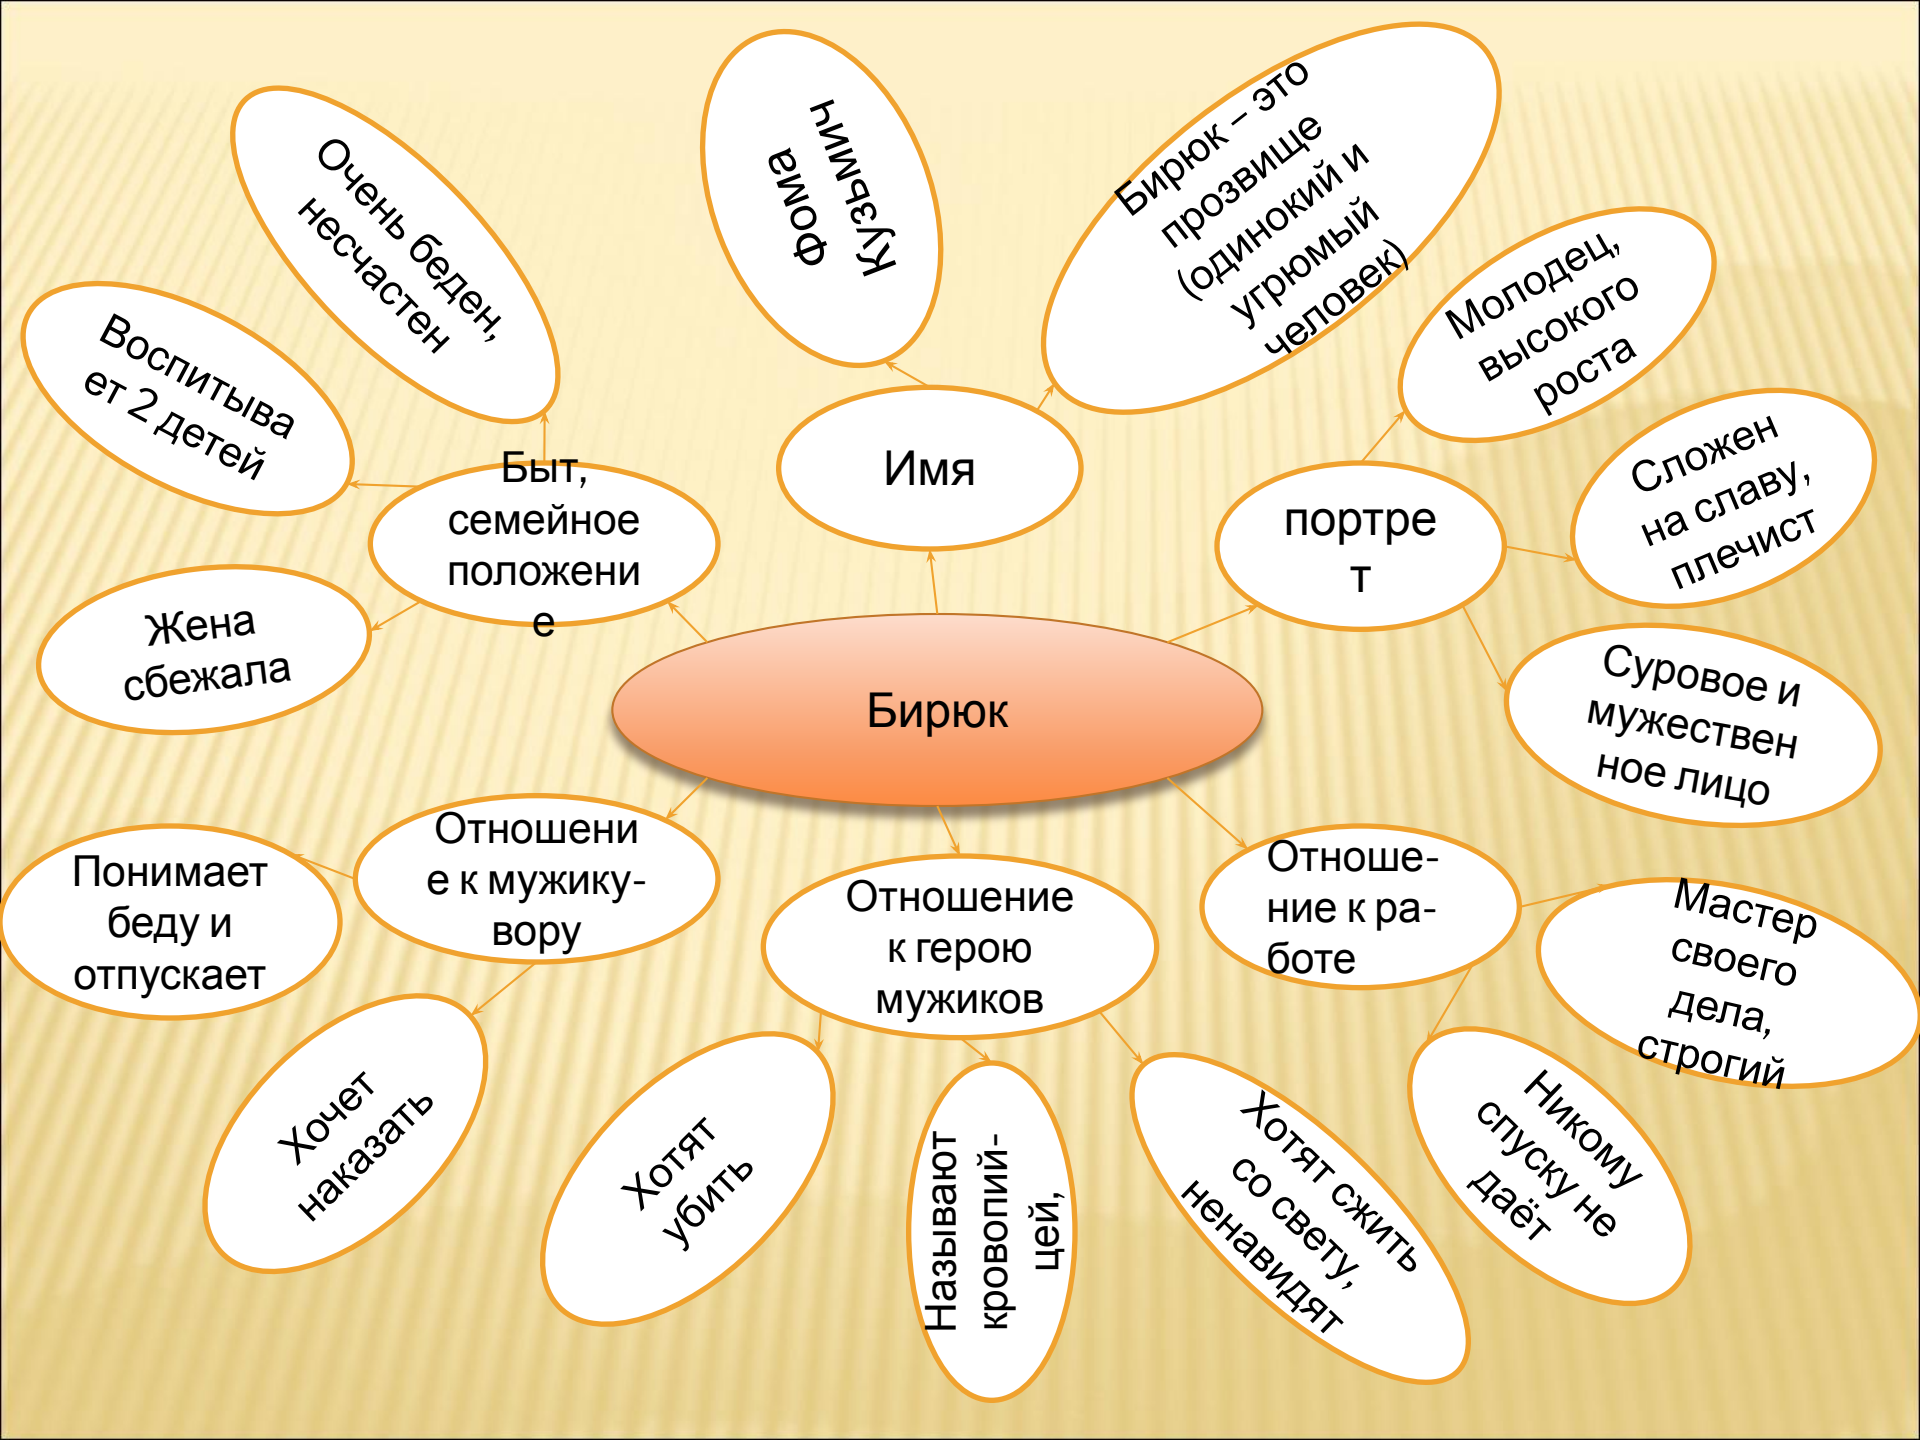 Фома
Кузьмич
Бирюк – это
прозвище
(одинокий и
угрюмый
человек)
Очень беден,
несчастен
Молодец,
высокого
роста
Воспитыва
ет 2 детей
Быт,
семейное
положени
е
Имя
портре
т
Сложен
на славу,
плечист
Жена
сбежала
Бирюк
Суровое и
мужествен
ное лицо
Понимает
беду и
отпускает
Отношени
е к мужику-
вору
Отношение
к герою
мужиков
Отноше-
ние к ра-
боте
Мастер
своего
дела,
строгий
Хочет
наказать
Хотят
убить
Называют
кровопий-
цей,
Хотят сжить
со свету,
ненавидят
Никому
спуску не
даёт